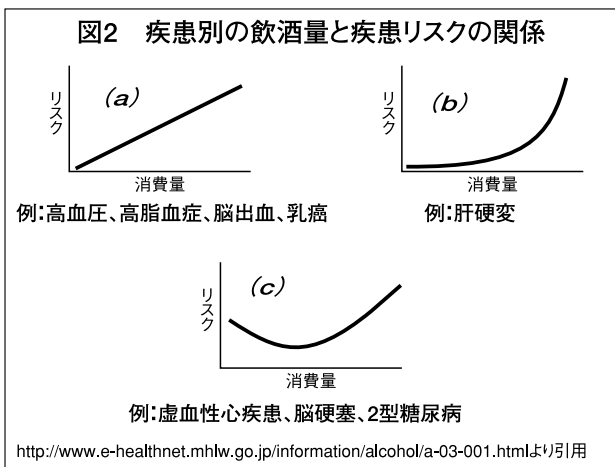 図2 疾患別の飲酒量と疾患リスクの関係
リスク
(a)
消費量
例:高血圧、高脂血症、脳出血、乳癌
リスク
(b)
消費量
例:肝硬変
リスク
(c)
消費量
例:虚血性心疾患、脳硬塞、2型糖尿病
http://www.e-healthnet.mhlw.go.jp/information/alcohol/a-03-001.htmlより引用